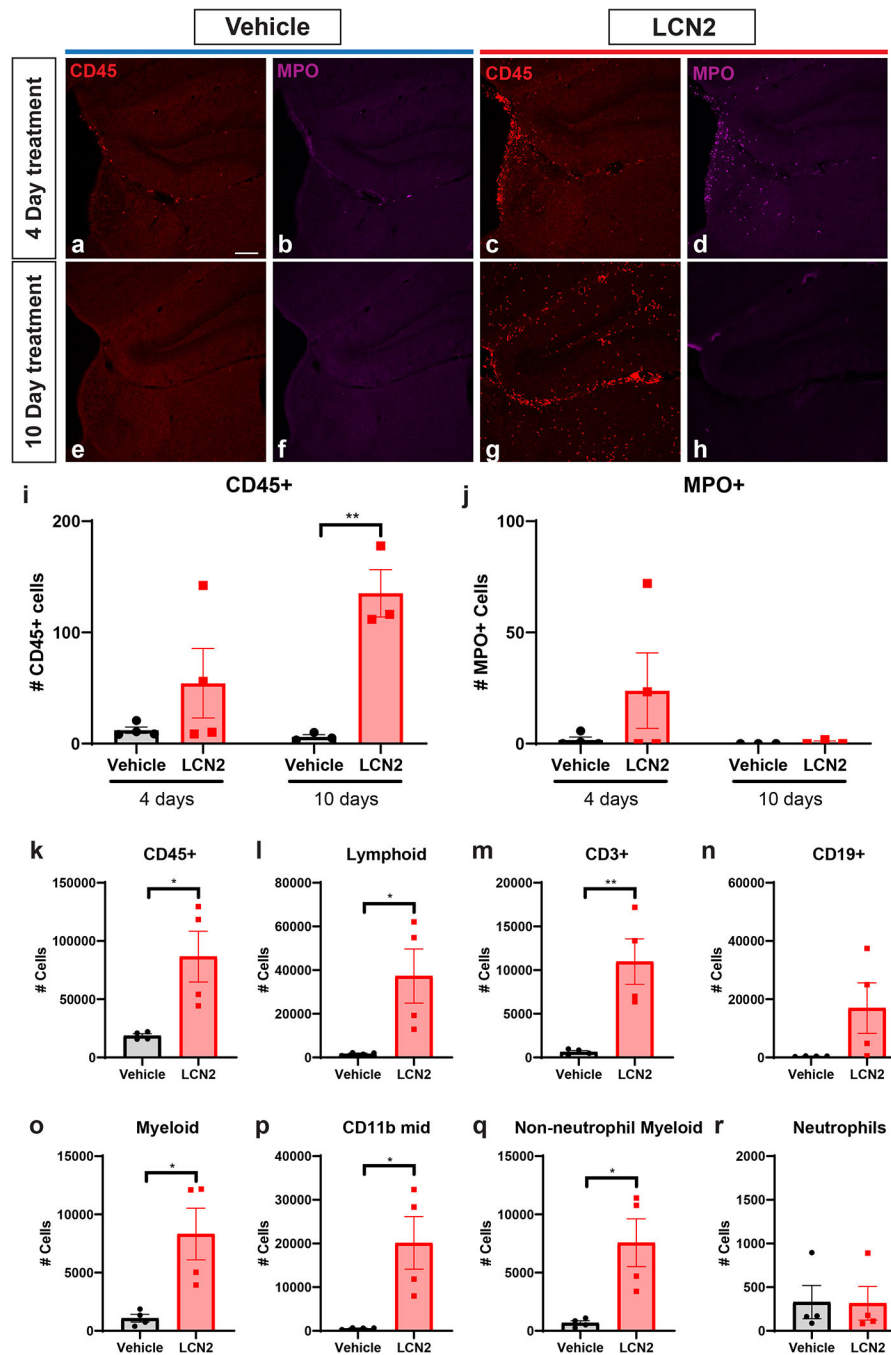 Vehicle
LCN2
4 Day treatment
CD45
MPO
CD45
MPO
a
b
c
d
10 Day treatment
e
f
g
h
i
CD45+
# CD45+ cells
200
100
0
**
Vehicle
LCN2
Vehicle
LCN2
4 days
10 days
j
MPO+
# MPO+ Cells
100
50
0
Vehicle
LCN2
Vehicle
LCN2
4 days
10 days
k
CD45+
# Cells
150000
100000
50000
0
*
Vehicle
LCN2
l
Lymphoid
# Cells
80000
60000
40000
20000
0
*
Vehicle
LCN2
m
CD3+
# Cells
20000
15000
10000
5000
0
**
Vehicle
LCN2
n
CD19+
# Cells
60000
40000
20000
0
Vehicle
LCN2
o
Myeloid
# Cells
15000
10000
5000
0
*
Vehicle
LCN2
p
CD11b mid
# Cells
40000
30000
20000
10000
0
*
Vehicle
LCN2
q
Non-neutrophil Myeloid
# Cells
15000
10000
5000
0
*
Vehicle
LCN2
r
Neutrophils
# Cells
2000
1500
1000
500
0
Vehicle
LCN2